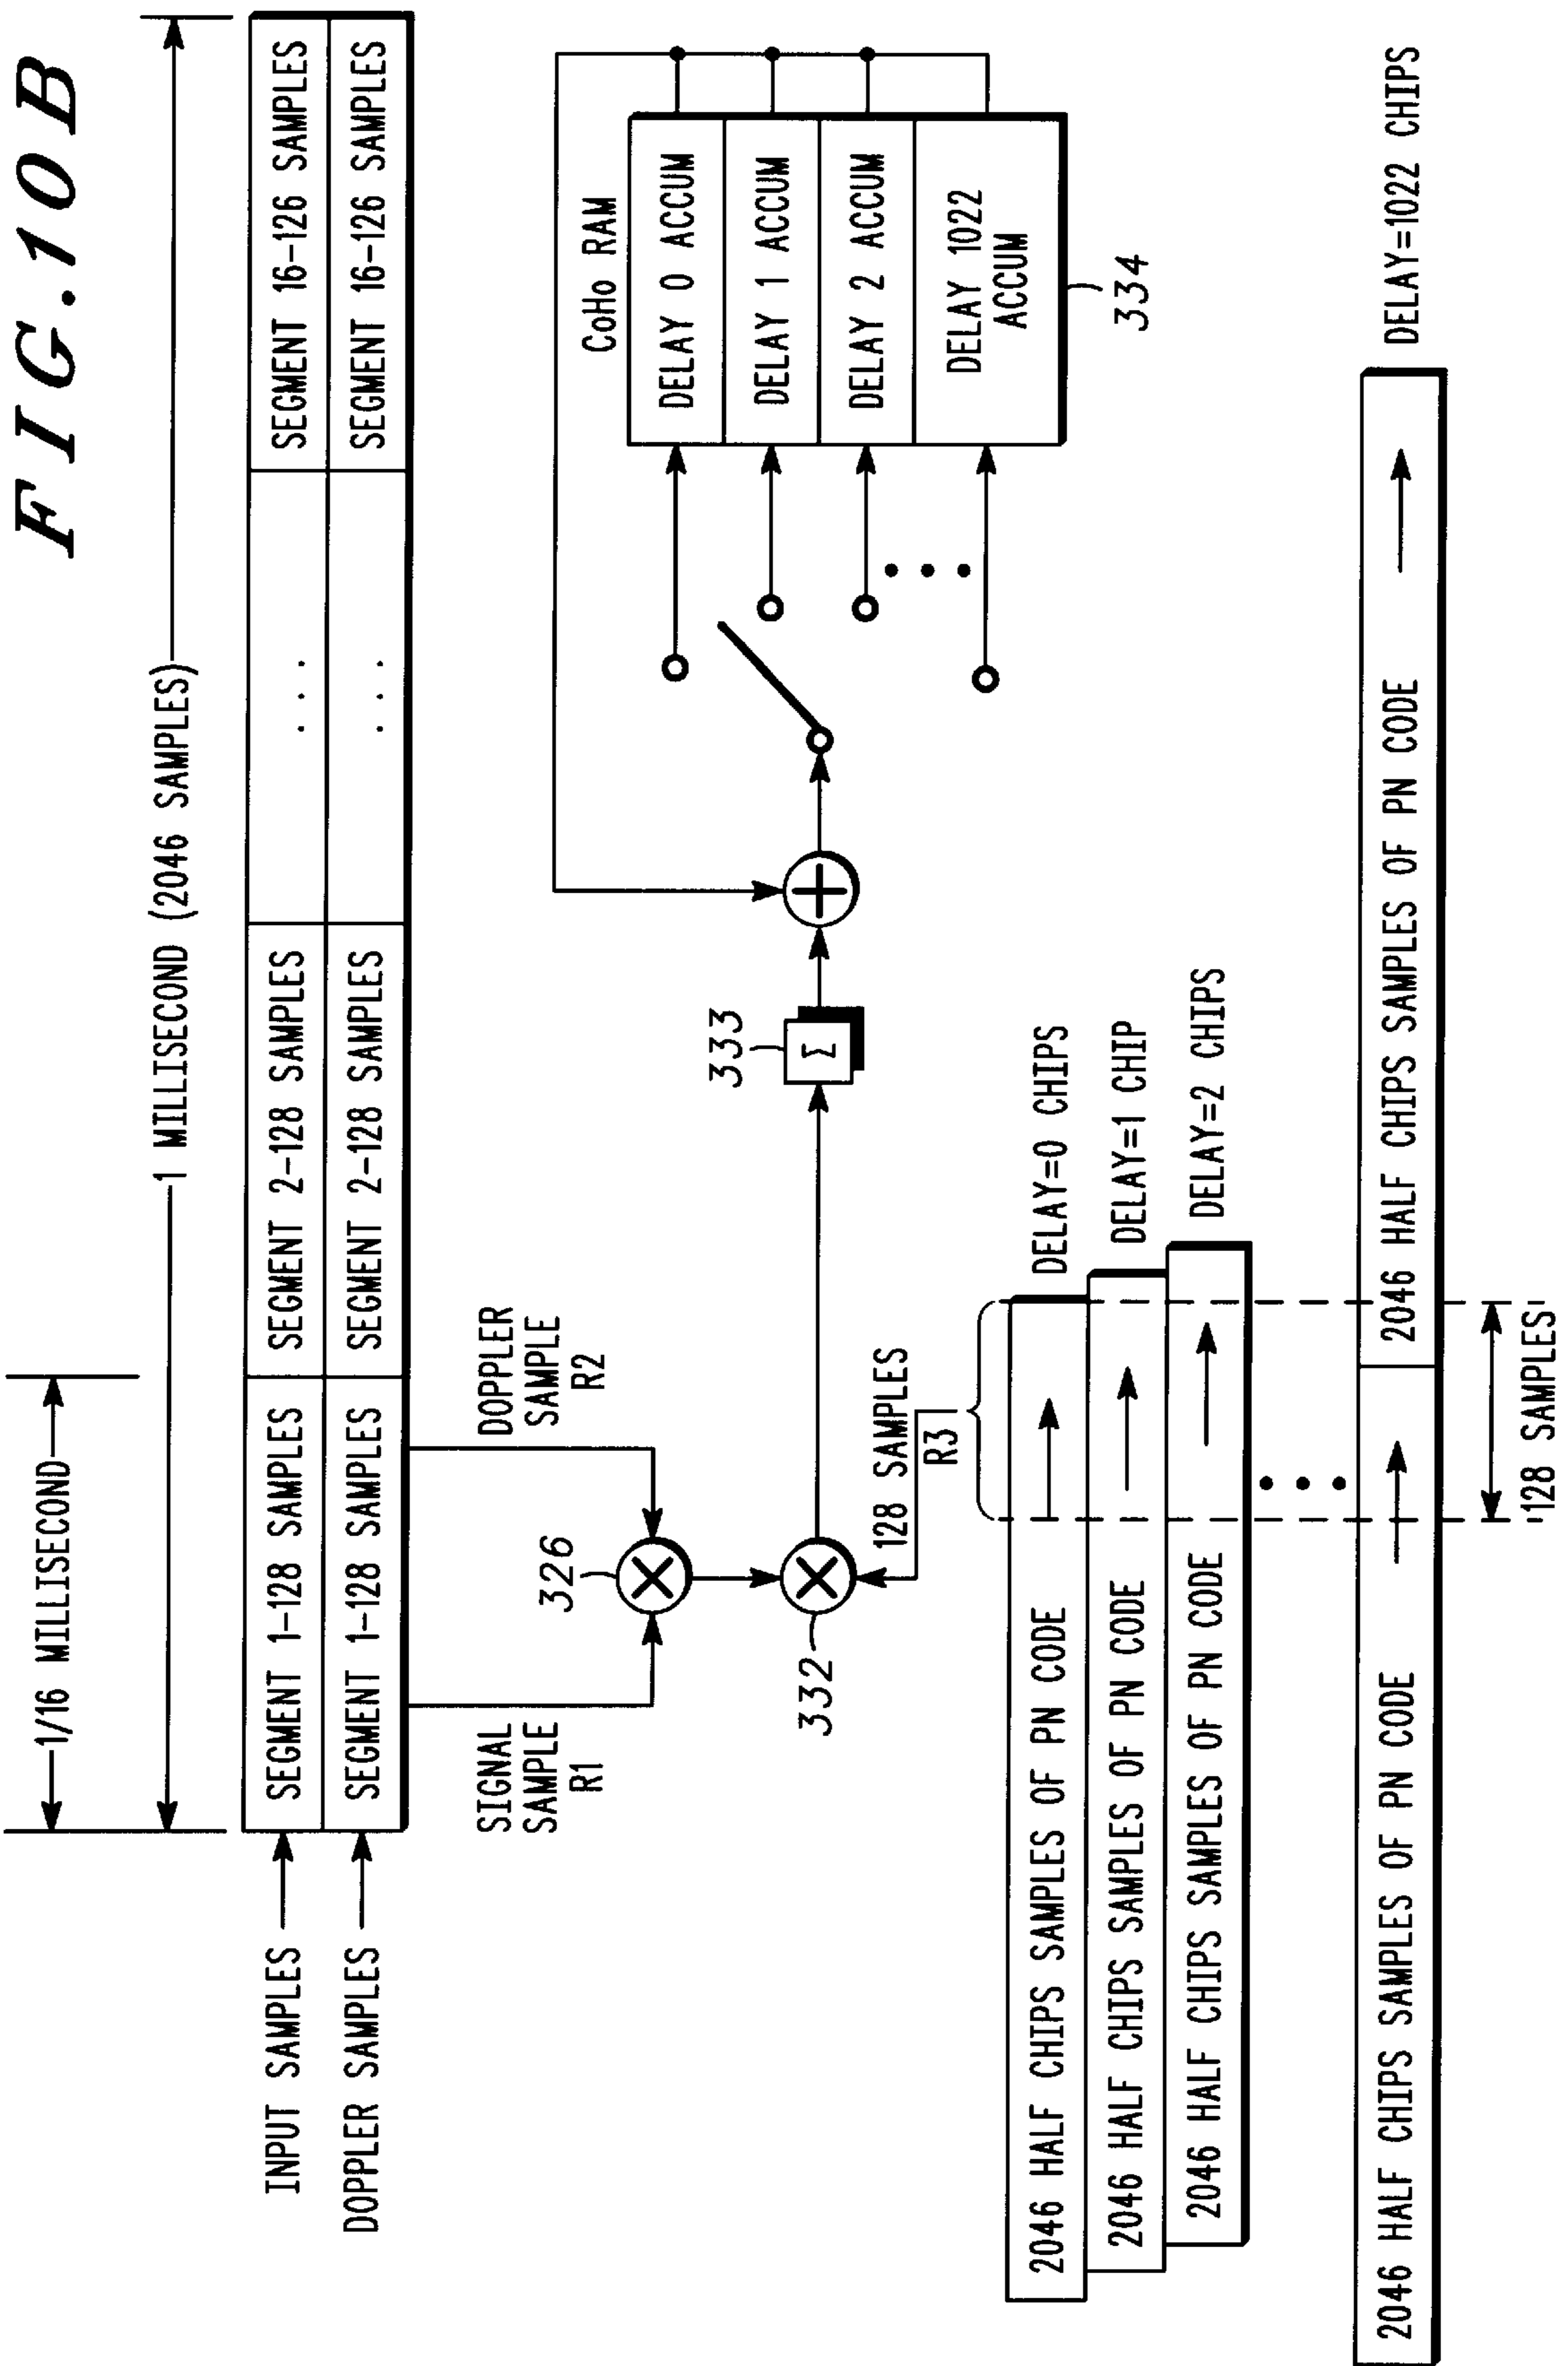 FIG.10B
1/16 MILLISECOND
1 MILLISECOND (2046 SAMPLES)
INPUT SAMPLES
SEGMENT 1-128 SAMPLES
SEGMENT 2-128 SAMPLES
. . .
SEGMENT 16-126 SAMPLES
DOPPLER SAMPLES
SEGMENT 1-128 SAMPLES
SEGMENT 2-128 SAMPLES
. . .
SEGMENT 16-126 SAMPLES
SIGNAL
SAMPLE
R1
DOPPLER
SAMPLE
R2
326
332
333
Σ
CoHo RAM
DELAY 0 ACCUM
DELAY 1 ACCUM
DELAY 2 ACCUM
DELAY 1022
ACCUM
334
128 SAMPLES
R3
2046 HALF CHIPS SAMPLES OF PN CODE
DELAY=0 CHIPS
2046 HALF CHIPS SAMPLES OF PN CODE
DELAY=1 CHIP
2046 HALF CHIPS SAMPLES OF PN CODE
DELAY=2 CHIPS
2046 HALF CHIPS SAMPLES OF PN CODE
2046 HALF CHIPS SAMPLES OF PN CODE
DELAY=1022 CHIPS
128 SAMPLES